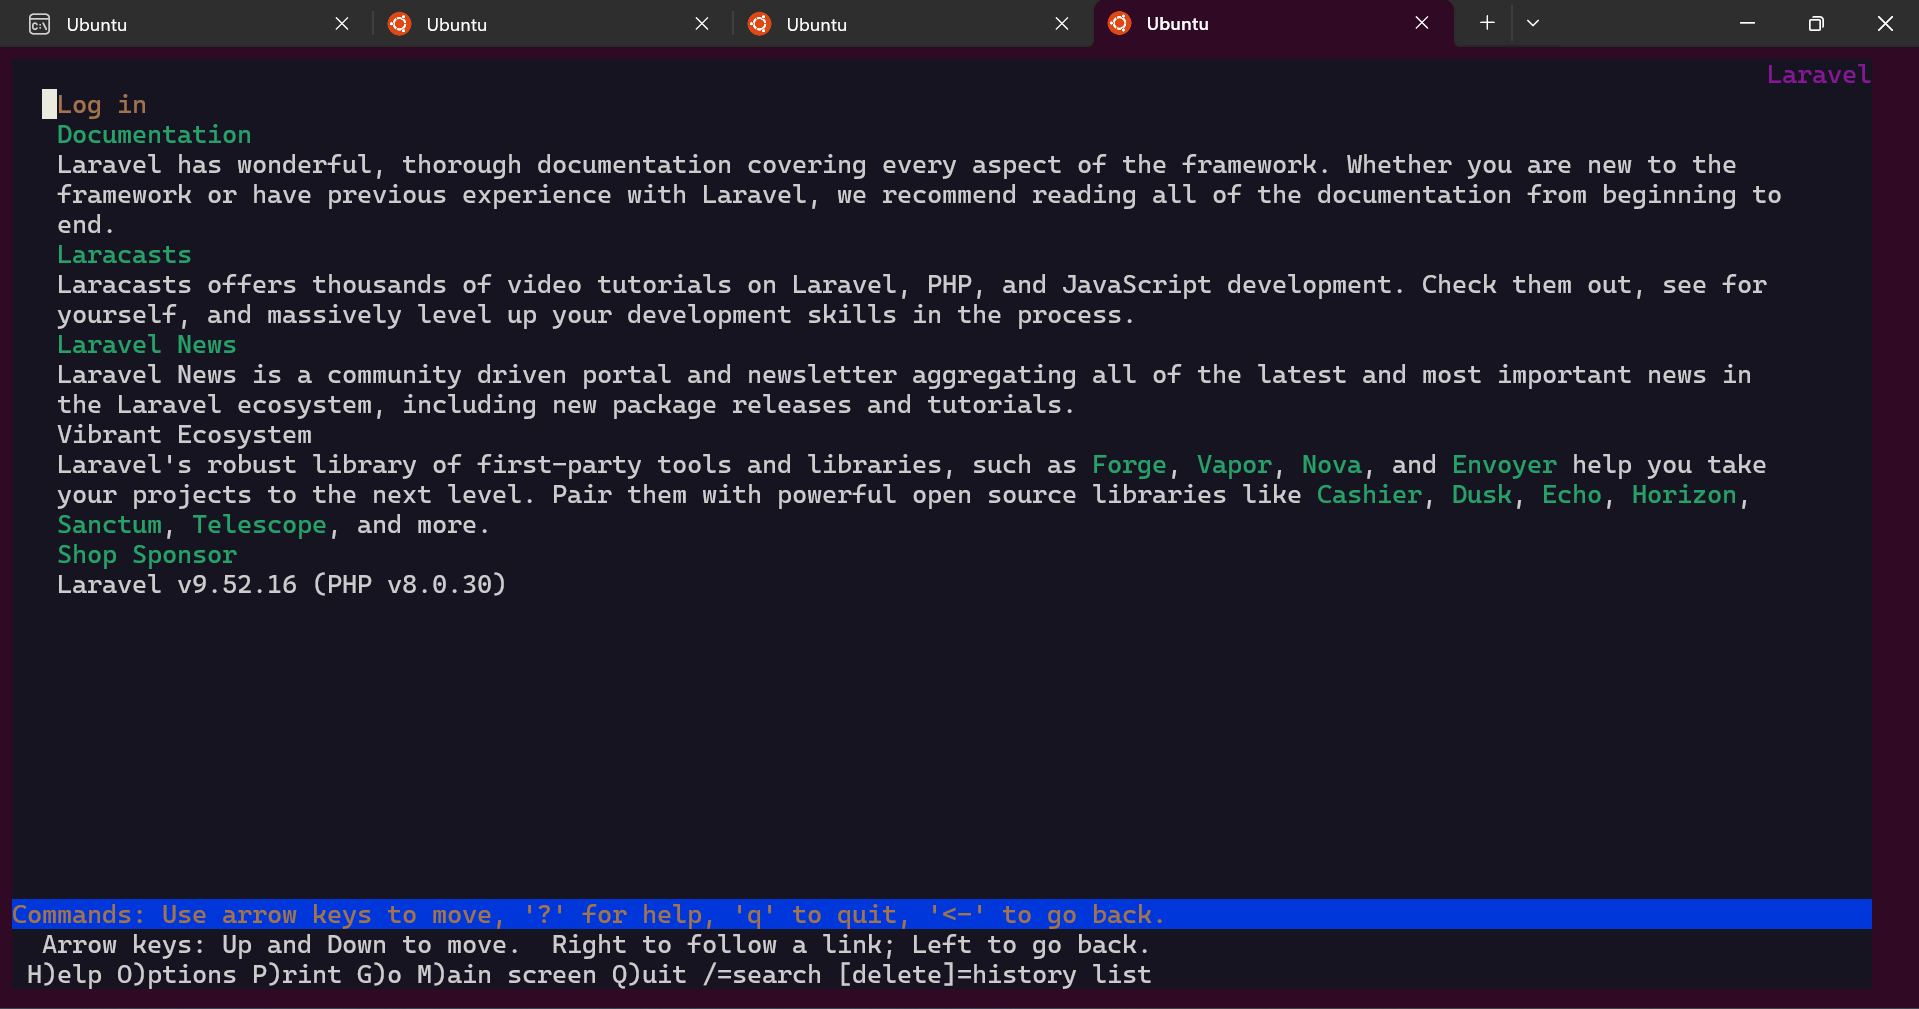 Ubuntu
Ubuntu
Ubuntu
Ubuntu
Laravel
Log in
Documentation
Laravel has wonderful, thorough documentation covering every aspect of the framework. Whether you are new to the
framework or have previous experience with Laravel, we recommend reading all of the documentation from beginning to
end.
Laracasts
Laracasts offers thousands of video tutorials on Laravel, PHP, and JavaScript development. Check them out, see for
yourself, and massively level up your development skills in the process.
Laravel News
Laravel News is a community driven portal and newsletter aggregating all of the latest and most important news in
the Laravel ecosystem, including new package releases and tutorials.
Vibrant Ecosystem
Laravel's robust library of first-party tools and libraries, such as Forge, Vapor, Nova, and Envoyer help you take
your projects to the next level. Pair them with powerful open source libraries like Cashier, Dusk, Echo, Horizon,
Sanctum, Telescope, and more.
Shop Sponsor
Laravel v9.52.16 (PHP v8.0.30)
Commands: Use arrow keys to move, '?' for help, 'q' to quit, '<-' to go back.
Arrow keys: Up and Down to move.  Right to follow a link; Left to go back.
H)elp O)ptions P)rint G)o M)ain screen Q)uit /=search [delete]=history list